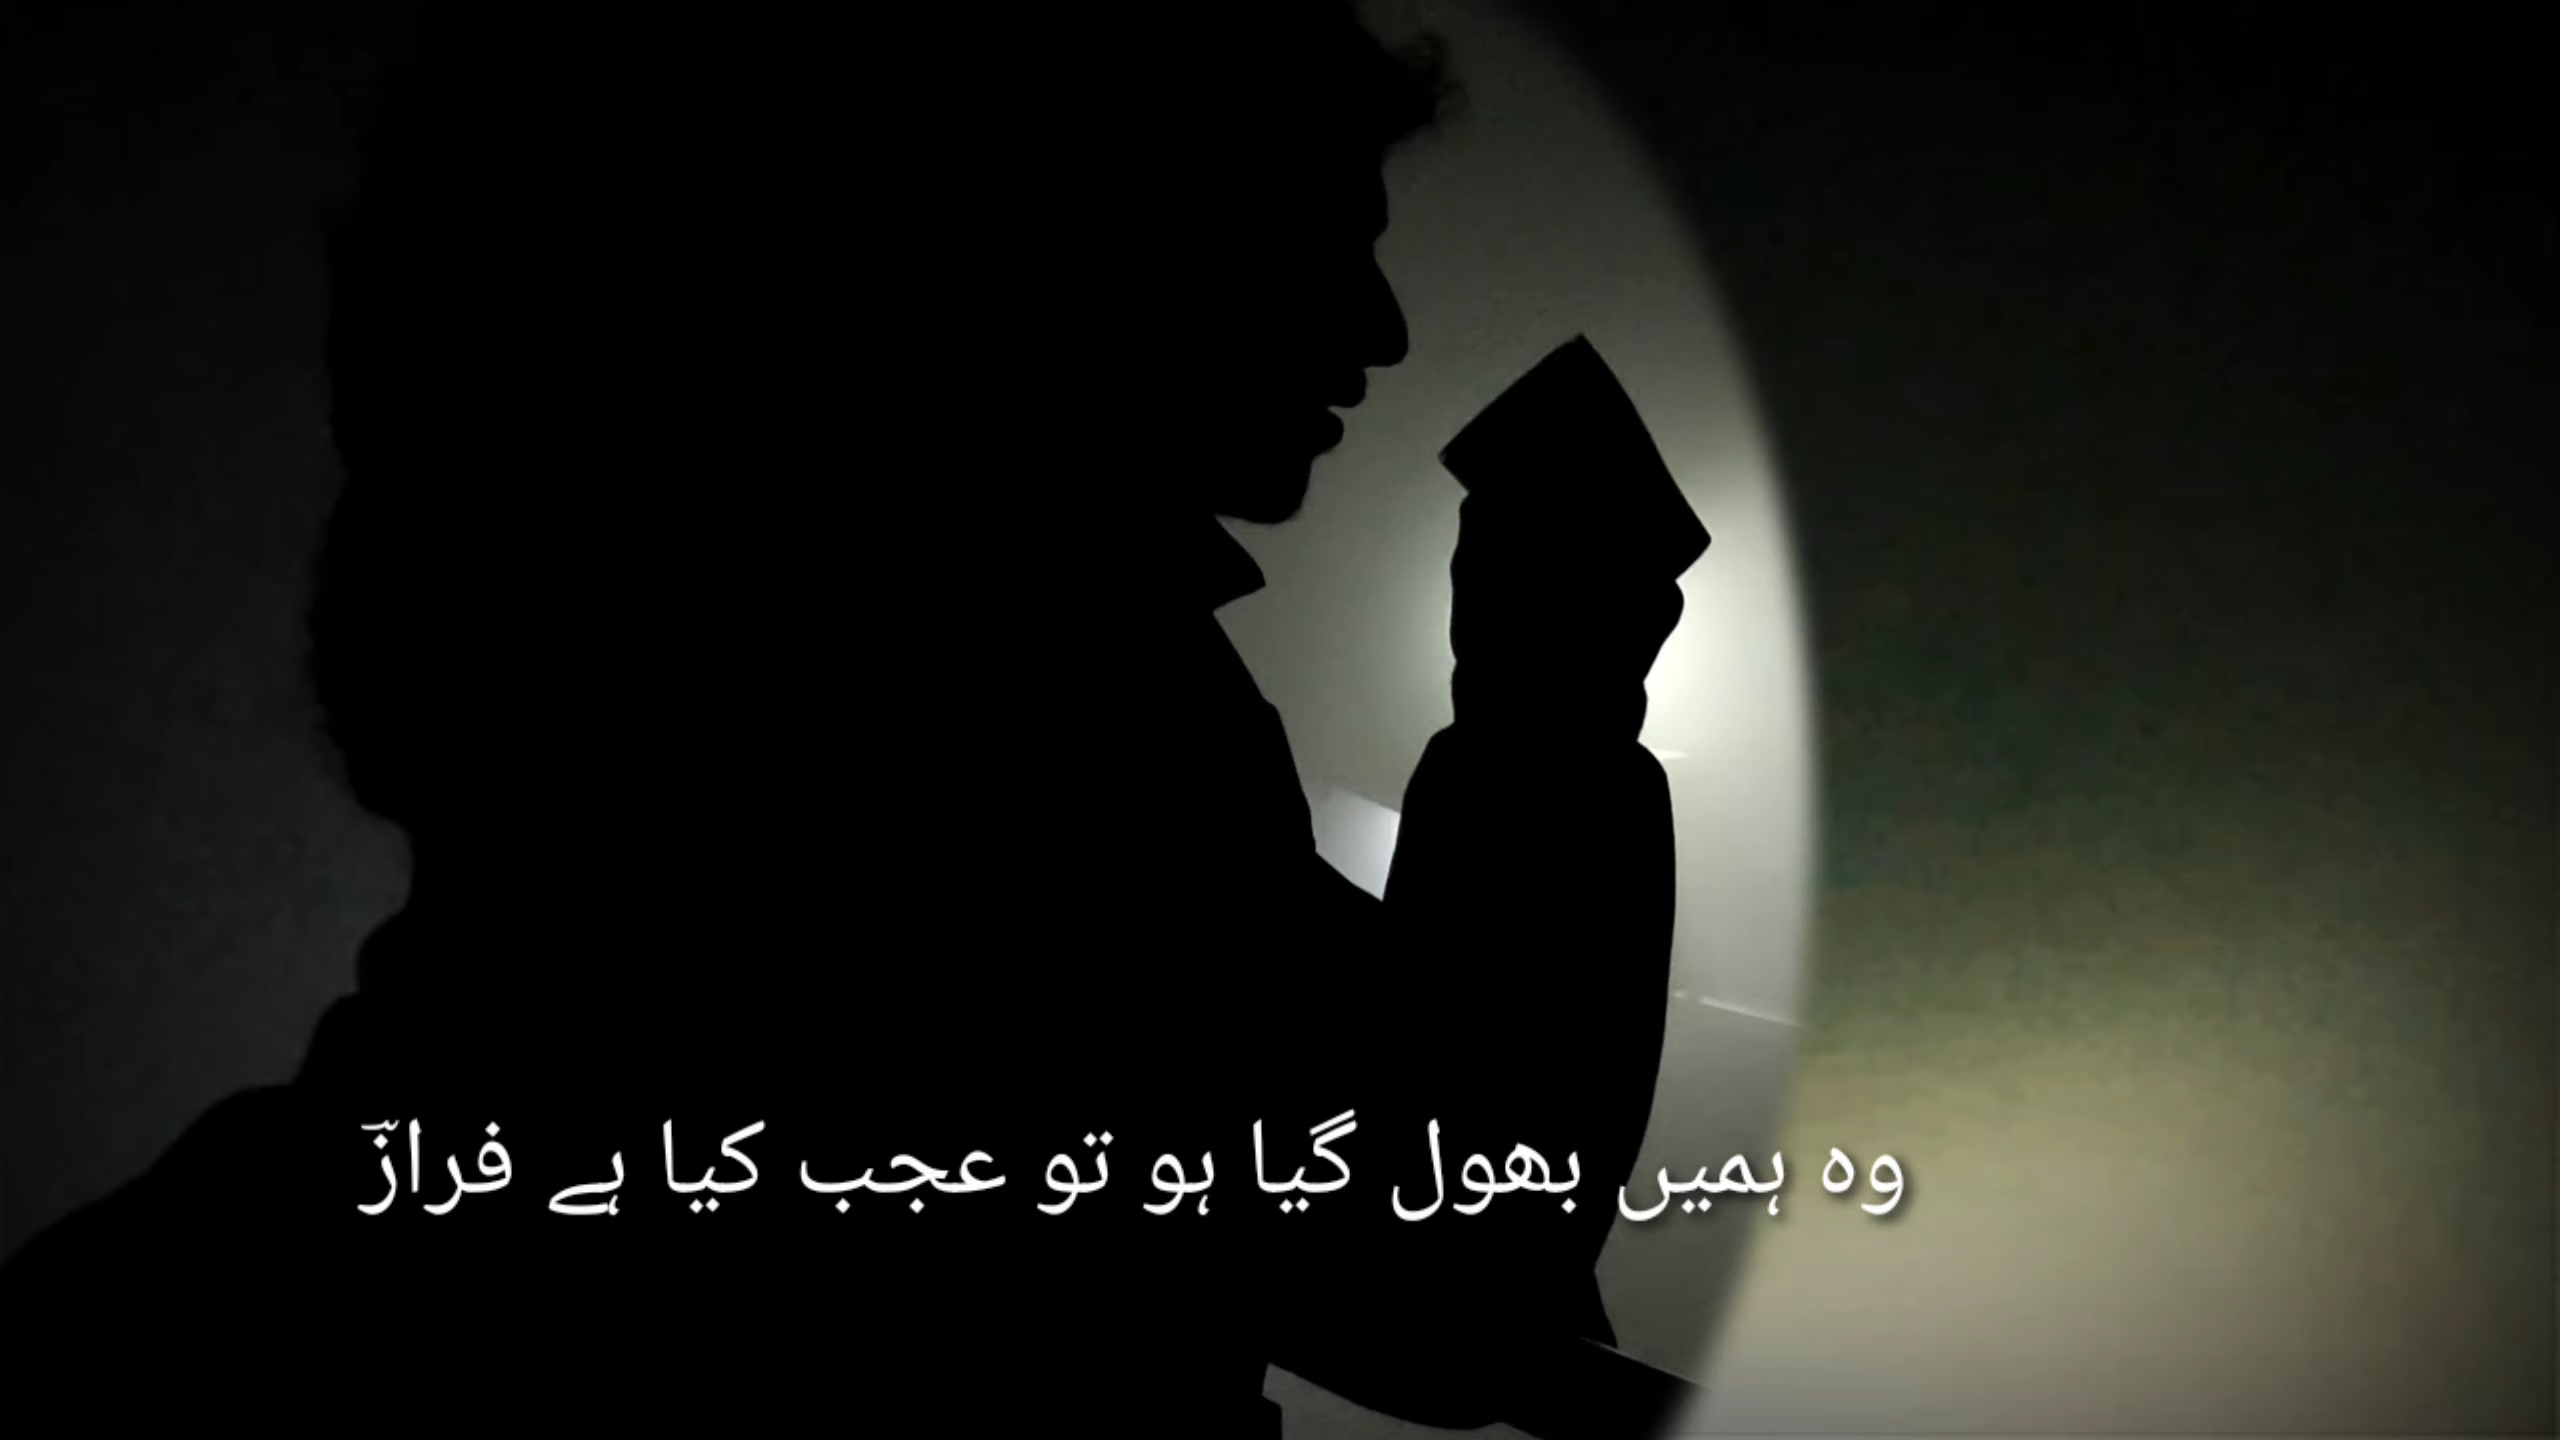 وہ ہمیں بھول گیا ہو تو عجب کیا ہے فرازؔ